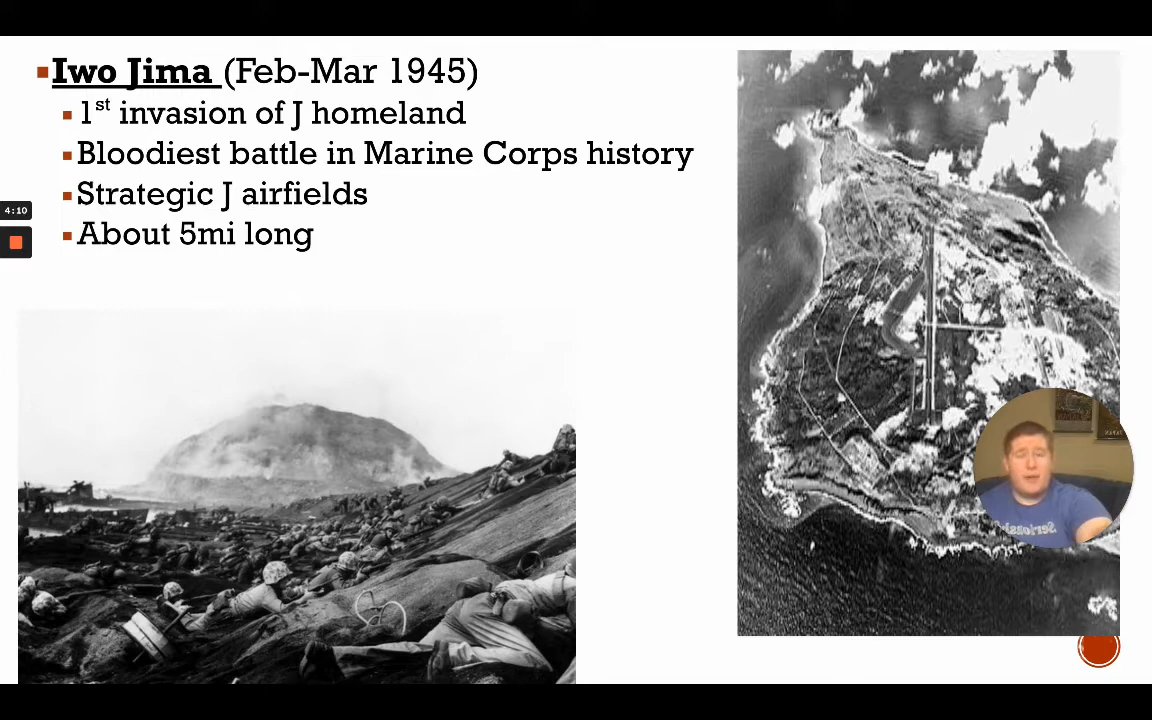 Iwo Jima (Feb-Mar 1945)
1st invasion of J homeland
Bloodiest battle in Marine Corps history
Strategic J airfields
About 5mi long
4:10